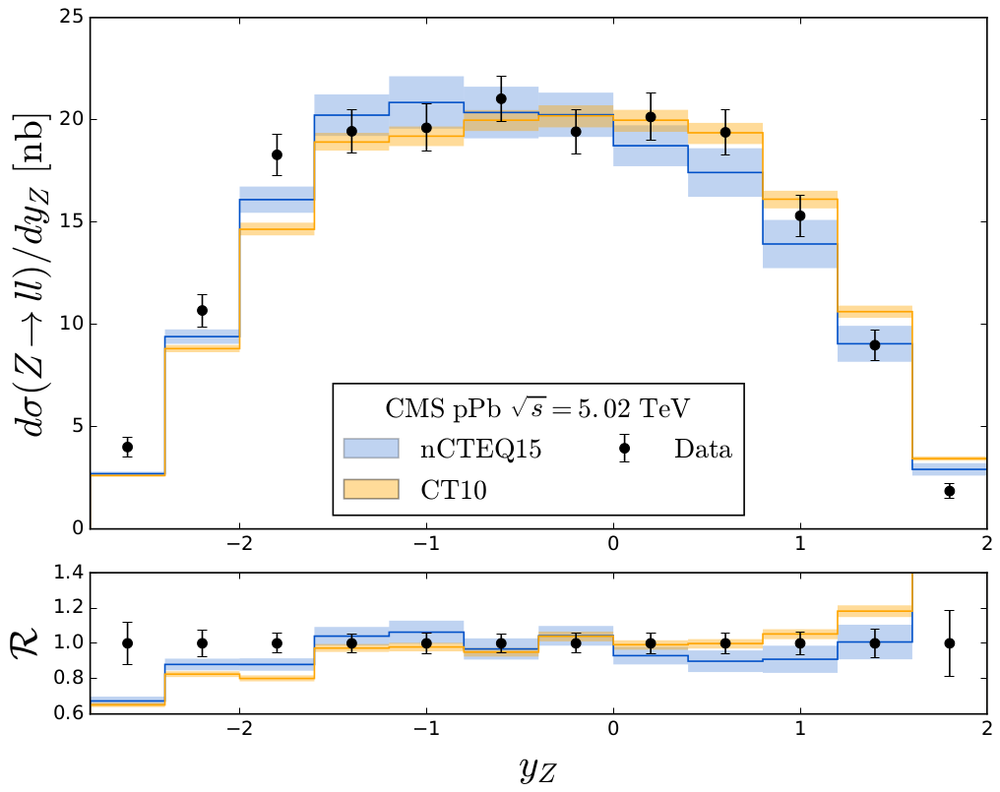 25
20
15
10
5
0
dσ(Z → ll)/dy_Z [nb]
CMS pPb √s = 5.02 TeV
nCTEQ15
Data
CT10
−2 −1 0 1 2
1.4
1.2
1.0
0.8
0.6
ℛ
−2 −1 0 1 2
y_Z